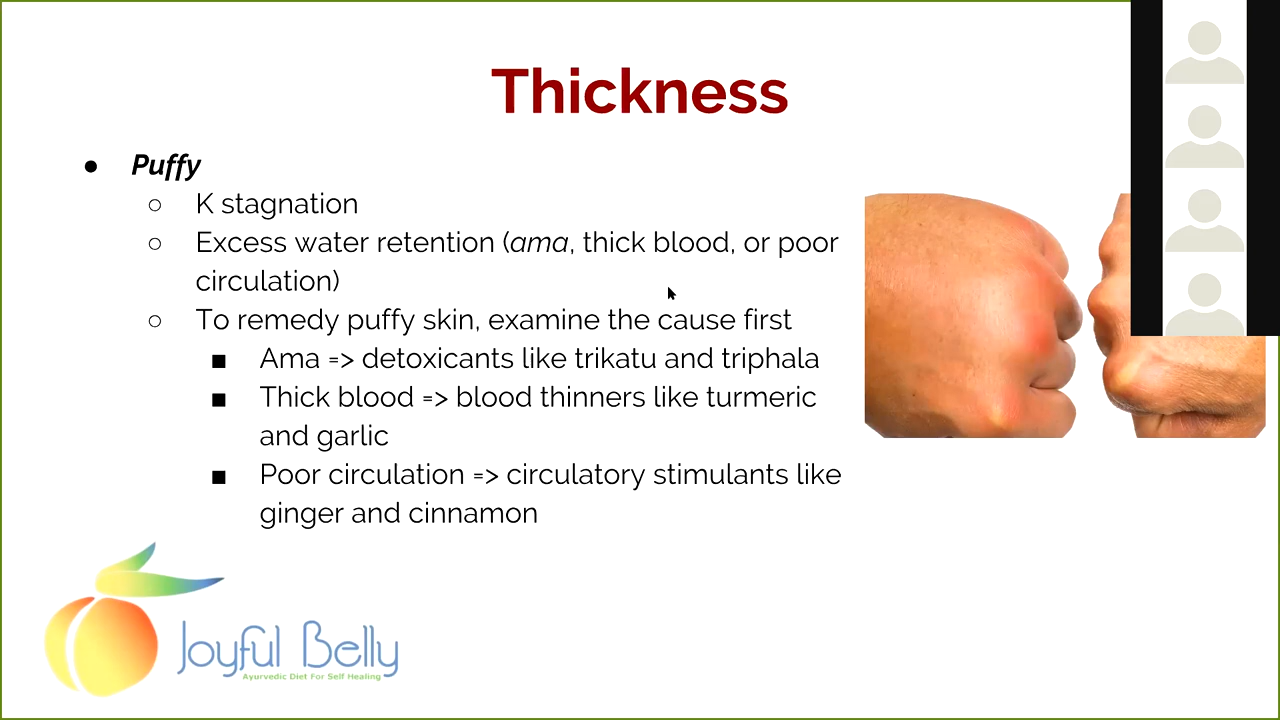 Thickness
● Puffy
○ K stagnation
○ Excess water retention (ama, thick blood, or poor
circulation)
○ To remedy puffy skin, examine the cause first
■ Ama => detoxicants like trikatu and triphala
■ Thick blood => blood thinners like turmeric
and garlic
■ Poor circulation => circulatory stimulants like
ginger and cinnamon
Joyful Belly
Ayurvedic Diet For Self Healing